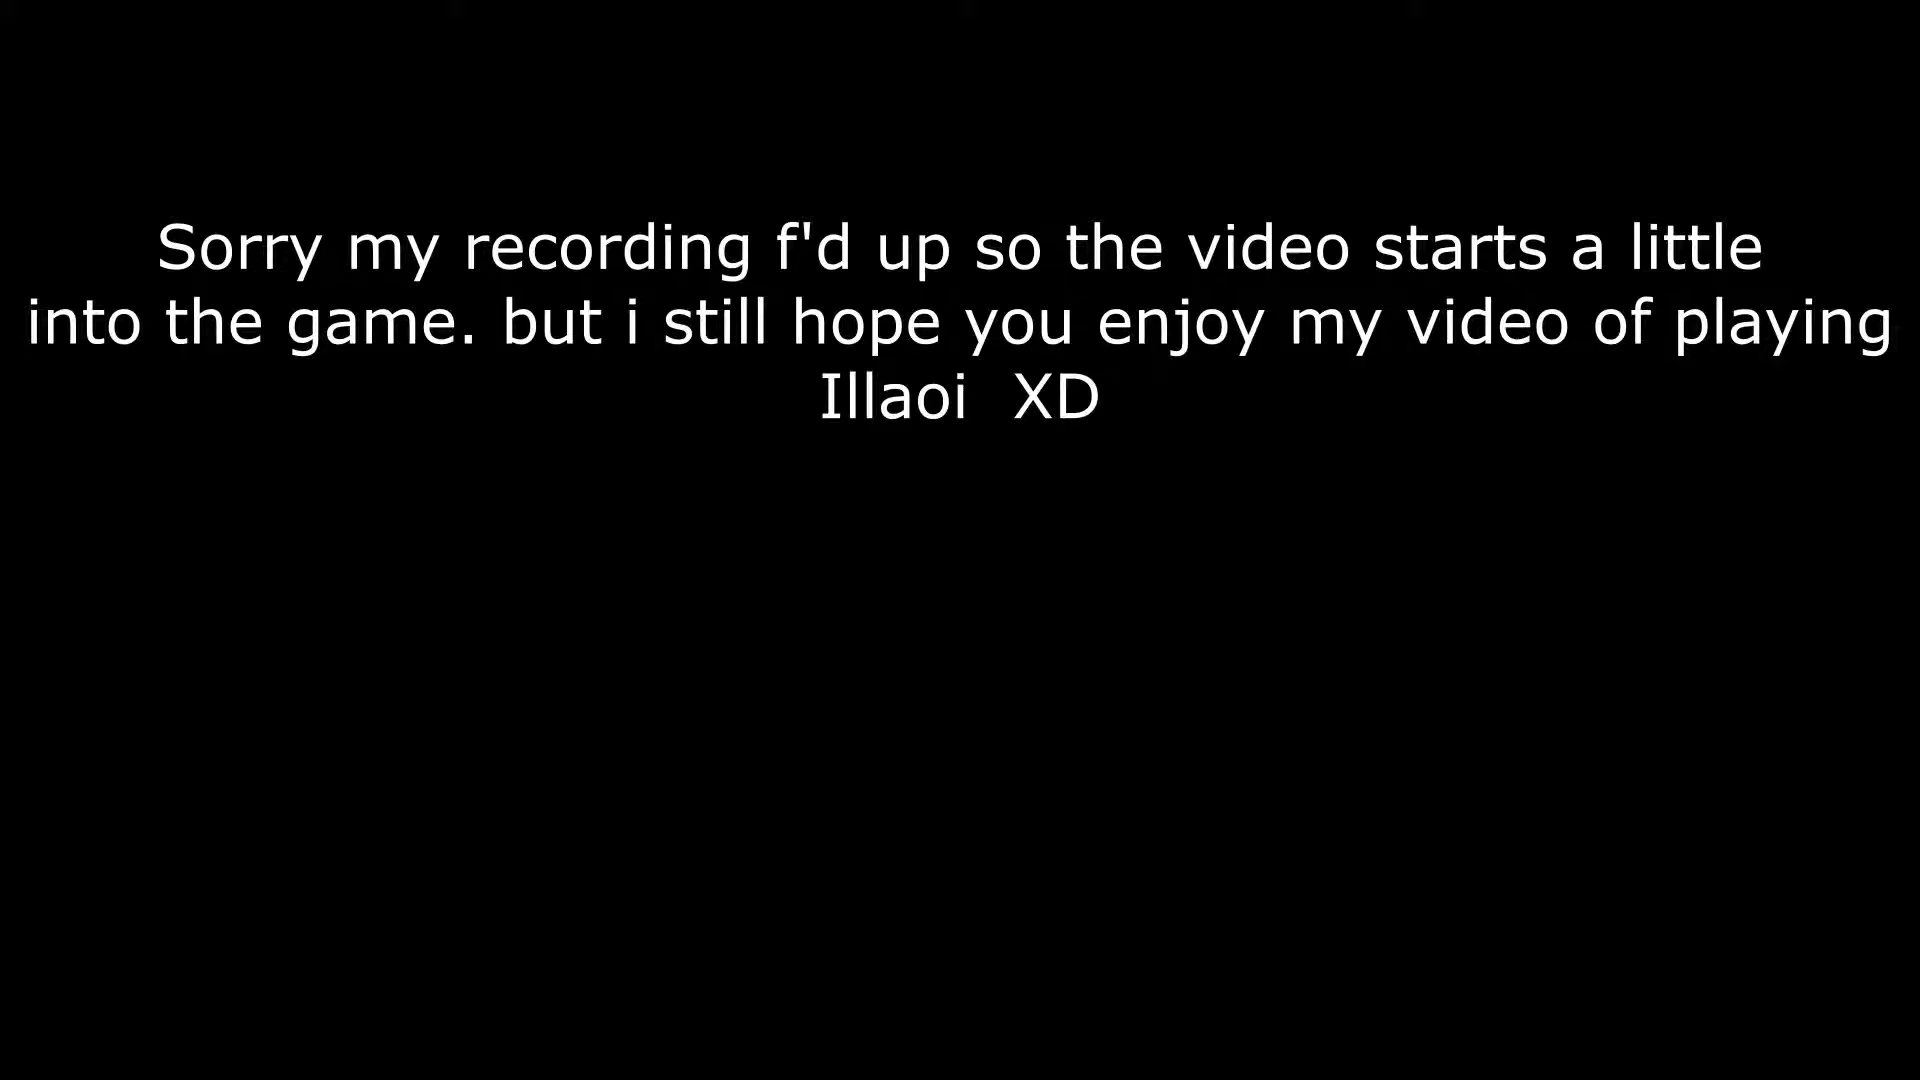 Sorry my recording f'd up so the video starts a little
into the game. but i still hope you enjoy my video of playing
Illaoi  XD